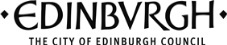 ·EDINBVRGH·
THE CITY OF EDINBURGH COUNCIL